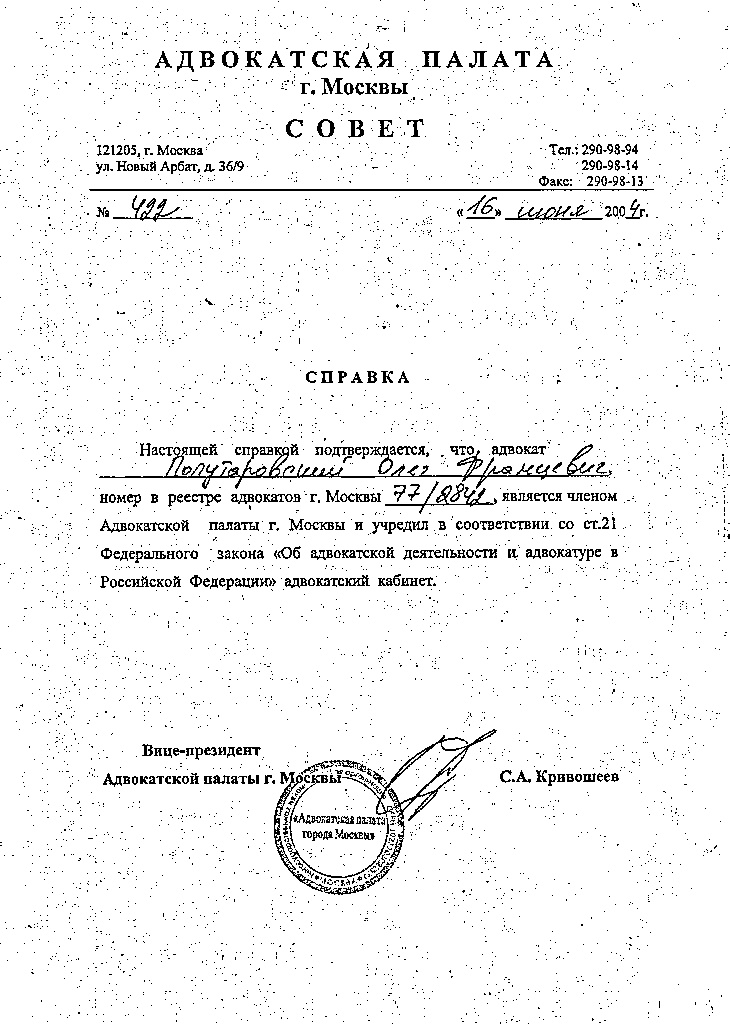 АДВОКАТСКАЯ ПАЛАТА
г. Москвы
СОВЕТ
121205, г. Москва
ул. Новый Арбат, д. 36/9
Тел.: 290-98-94
290-98-14
Факс: 290-98-13
№ 422
«16» июня 2004г.
СПРАВКА
Настоящей справкой подтверждается, что адвокат
Полутаровский Олег Францевич,
номер в реестре адвокатов г. Москвы 77/2842, является членом
Адвокатской палаты г. Москвы и учредил в соответствии со ст.21
Федерального закона «Об адвокатской деятельности и адвокатуре в
Российской Федерации» адвокатский кабинет.
Вице-президент
Адвокатской палаты г. Москвы
С.А. Кривошеев
«Адвокатская палата
города Москвы»